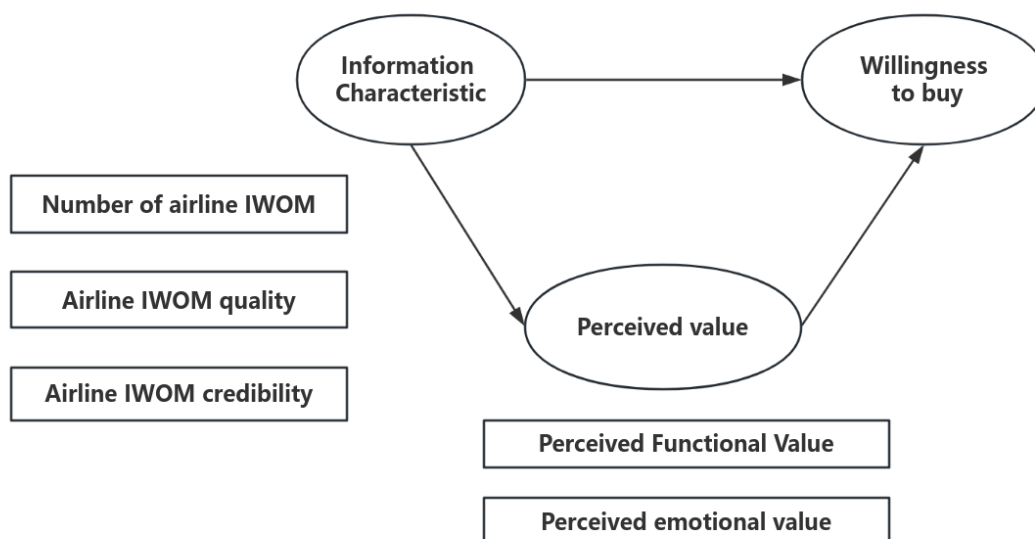 Information
Characteristic
Willingness
to buy
Number of airline IWOM
Airline IWOM quality
Perceived value
Airline IWOM credibility
Perceived Functional Value
Perceived emotional value